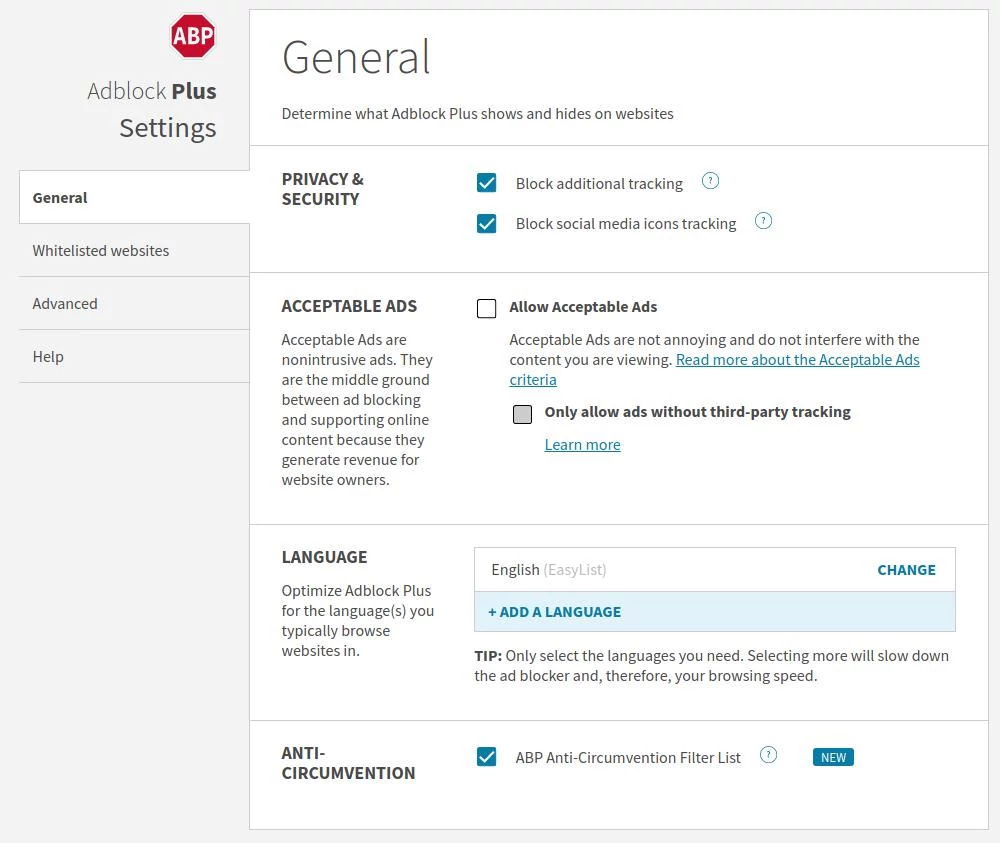 ABP
Adblock Plus
Settings
General
Whitelisted websites
Advanced
Help
General
Determine what Adblock Plus shows and hides on websites
PRIVACY &
SECURITY
Block additional tracking ?
Block social media icons tracking ?
ACCEPTABLE ADS
Acceptable Ads are
nonintrusive ads. They
are the middle ground
between ad blocking
and supporting online
content because they
generate revenue for
website owners.
Allow Acceptable Ads
Acceptable Ads are not annoying and do not interfere with the
content you are viewing. Read more about the Acceptable Ads
criteria
Only allow ads without third-party tracking
Learn more
LANGUAGE
Optimize Adblock Plus
for the language(s) you
typically browse
websites in.
English (EasyList) CHANGE
+ ADD A LANGUAGE
TIP: Only select the languages you need. Selecting more will slow down
the ad blocker and, therefore, your browsing speed.
ANTI-
CIRCUMVENTION
ABP Anti-Circumvention Filter List ? NEW